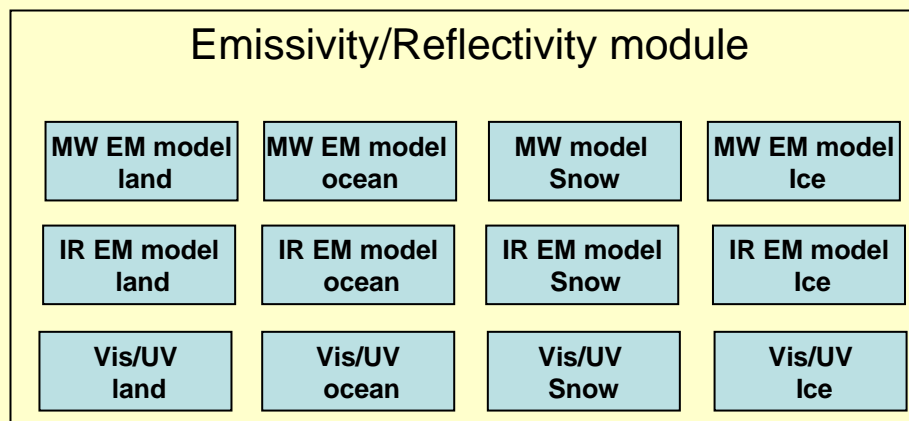 Emissivity/Reflectivity module
MW EM model
land
MW EM model
ocean
MW model
Snow
MW EM model
Ice
IR EM model
land
IR EM model
ocean
IR EM model
Snow
IR EM model
Ice
Vis/UV
land
Vis/UV
ocean
Vis/UV
Snow
Vis/UV
Ice